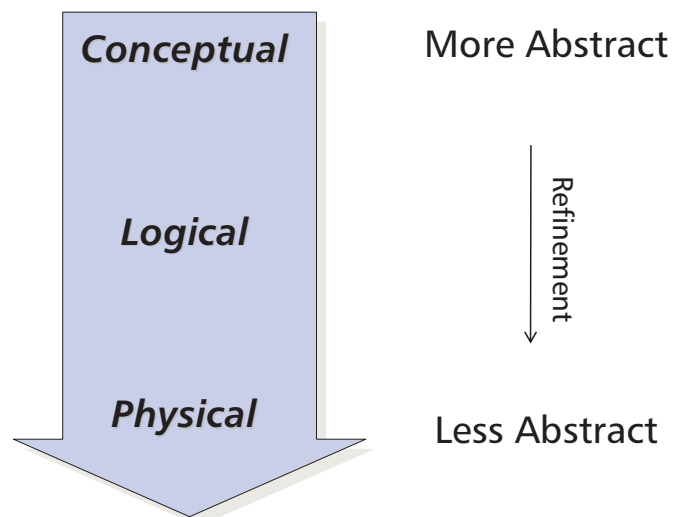 Conceptual
More Abstract
Logical
Refinement
Physical
Less Abstract